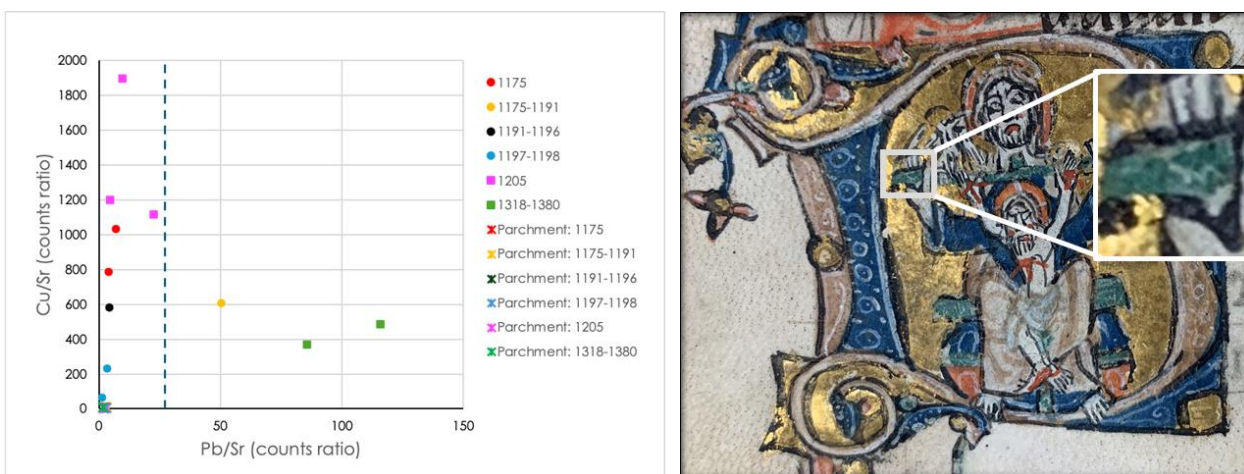 2000
1800
1600
1400
1200
1000
800
600
400
200
0
0 50 100 150
Cu/Sr (counts ratio)
Pb/Sr (counts ratio)
1175
1175-1191
1191-1196
1197-1198
1205
1318-1380
Parchment: 1175
Parchment: 1175-1191
Parchment: 1191-1196
Parchment: 1197-1198
Parchment: 1205
Parchment: 1318-1380